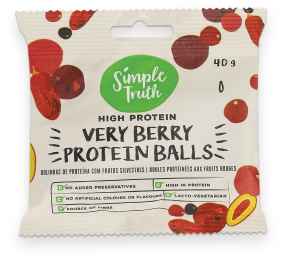 Simple
Truth
40 g
HIGH PROTEIN
VERY BERRY
PROTEIN BALLS
BOLINHAS DE PROTEÍNA COM FRUTOS SILVESTRES | BOULES PROTÉINÉES AUX FRUITS ROUGES
NO ADDED PRESERVATIVES
HIGH IN PROTEIN
NO ARTIFICIAL COLOURS OR FLAVOURS
LACTO-VEGETARIAN
SOURCE OF FIBRE